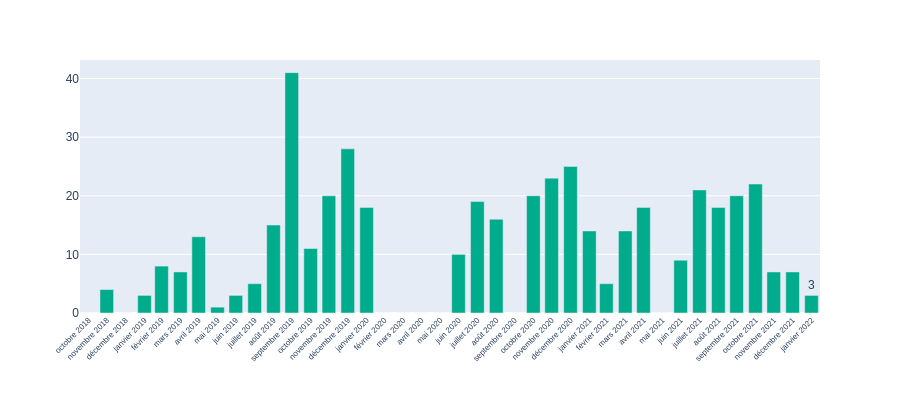 40
30
20
10
0
3
octobre 2018
novembre 2018
décembre 2018
janvier 2019
février 2019
mars 2019
avril 2019
mai 2019
juin 2019
juillet 2019
août 2019
septembre 2019
octobre 2019
novembre 2019
décembre 2019
janvier 2020
février 2020
mars 2020
avril 2020
mai 2020
juin 2020
juillet 2020
août 2020
septembre 2020
octobre 2020
novembre 2020
décembre 2020
janvier 2021
février 2021
mars 2021
avril 2021
mai 2021
juin 2021
juillet 2021
août 2021
septembre 2021
octobre 2021
novembre 2021
décembre 2021
janvier 2022